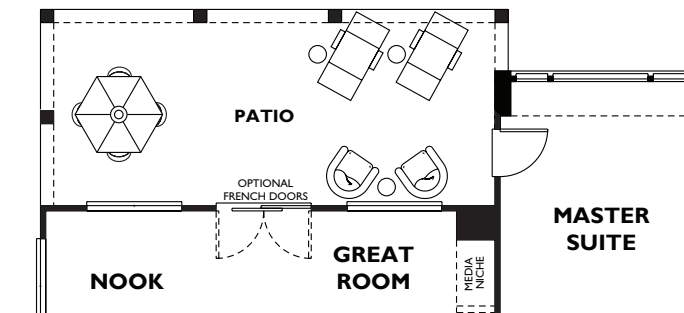 PATIO
OPTIONAL
FRENCH DOORS
MASTER
SUITE
GREAT
ROOM
NOOK
MEDIA
NICHE